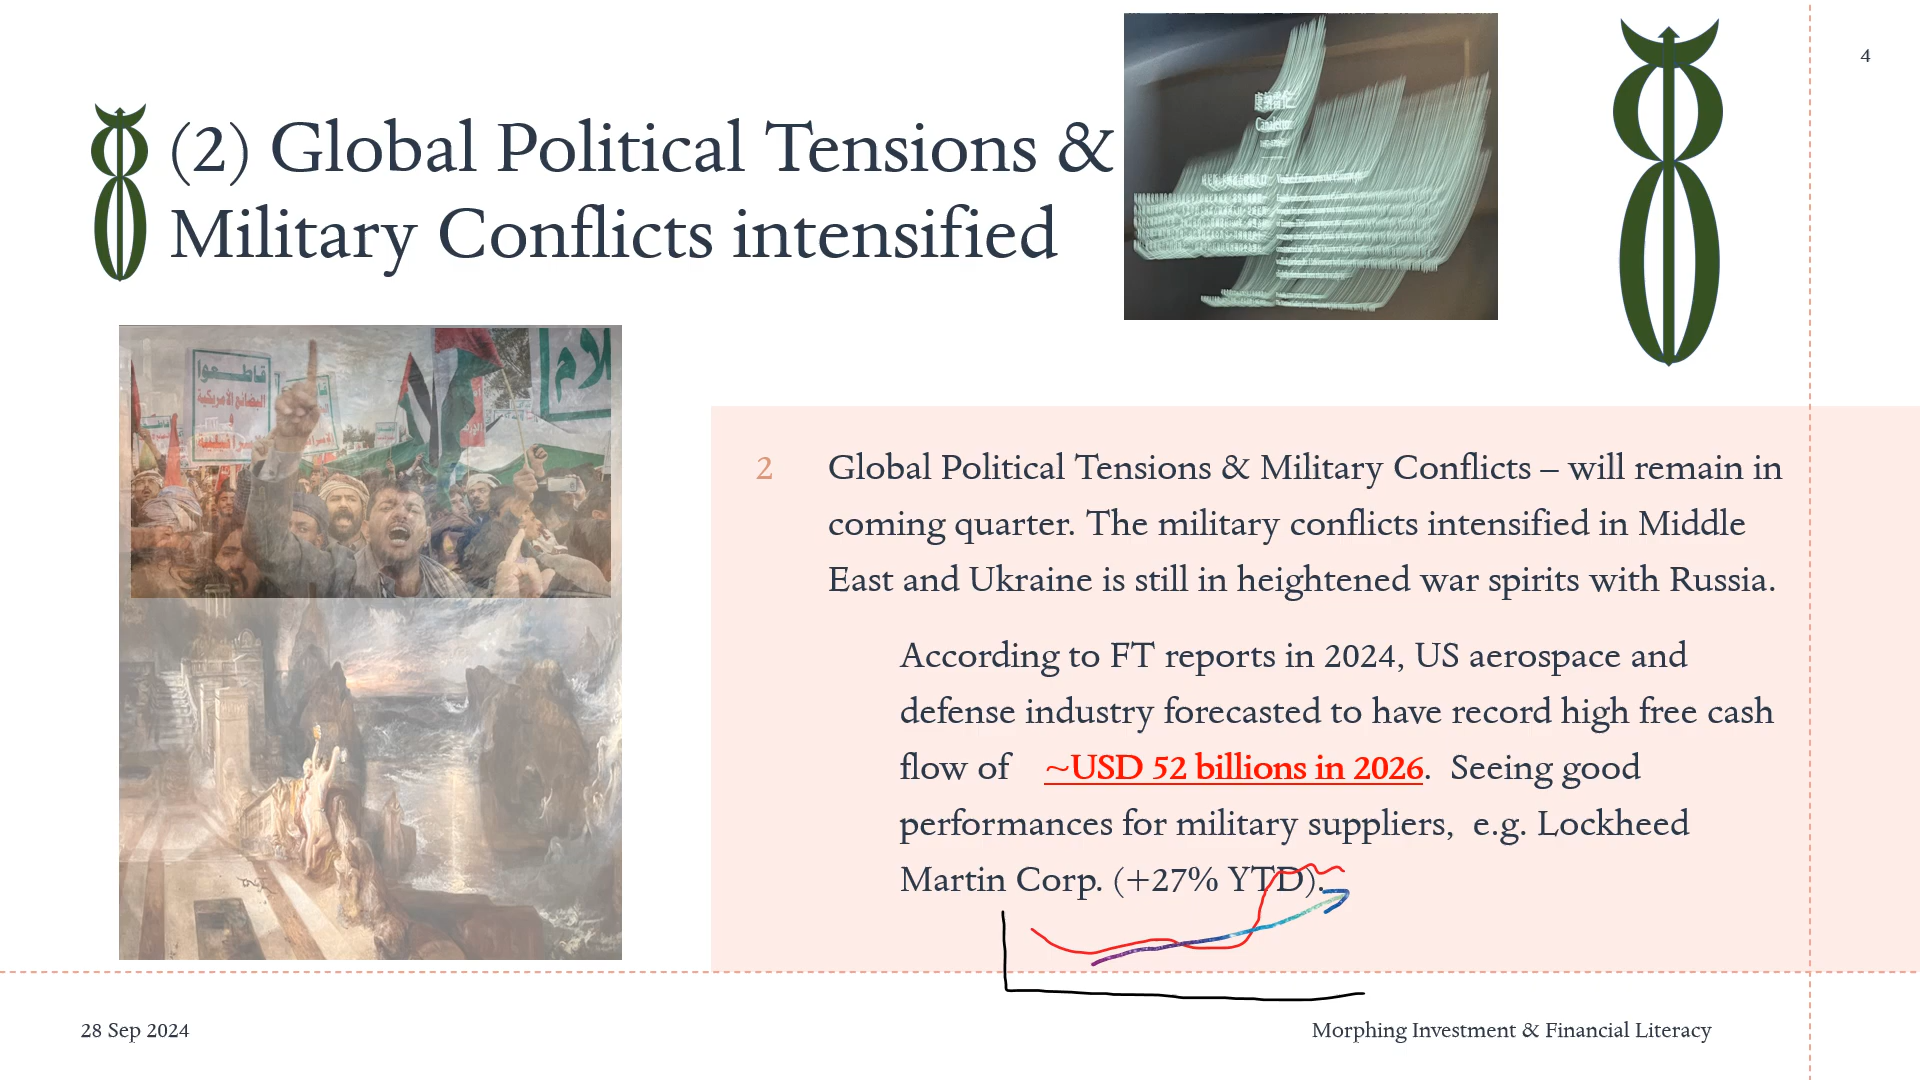 4
(2) Global Political Tensions &
Military Conflicts intensified
Canaletto
قاطعوا
البضائع الأمريكية
و
2
Global Political Tensions & Military Conflicts – will remain in
coming quarter. The military conflicts intensified in Middle
East and Ukraine is still in heightened war spirits with Russia.
According to FT reports in 2024, US aerospace and
defense industry forecasted to have record high free cash
flow of ~USD 52 billions in 2026. Seeing good
performances for military suppliers, e.g. Lockheed
Martin Corp. (+27% YTD).
28 Sep 2024
Morphing Investment & Financial Literacy